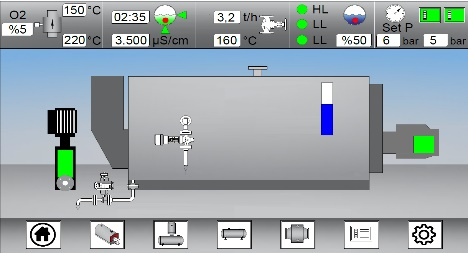 O2 150 °C 02:35 3.2 t/h HL
%5 LL Set P
220 °C 3.500 µS/cm 160 °C LL %50 6 bar 5 bar